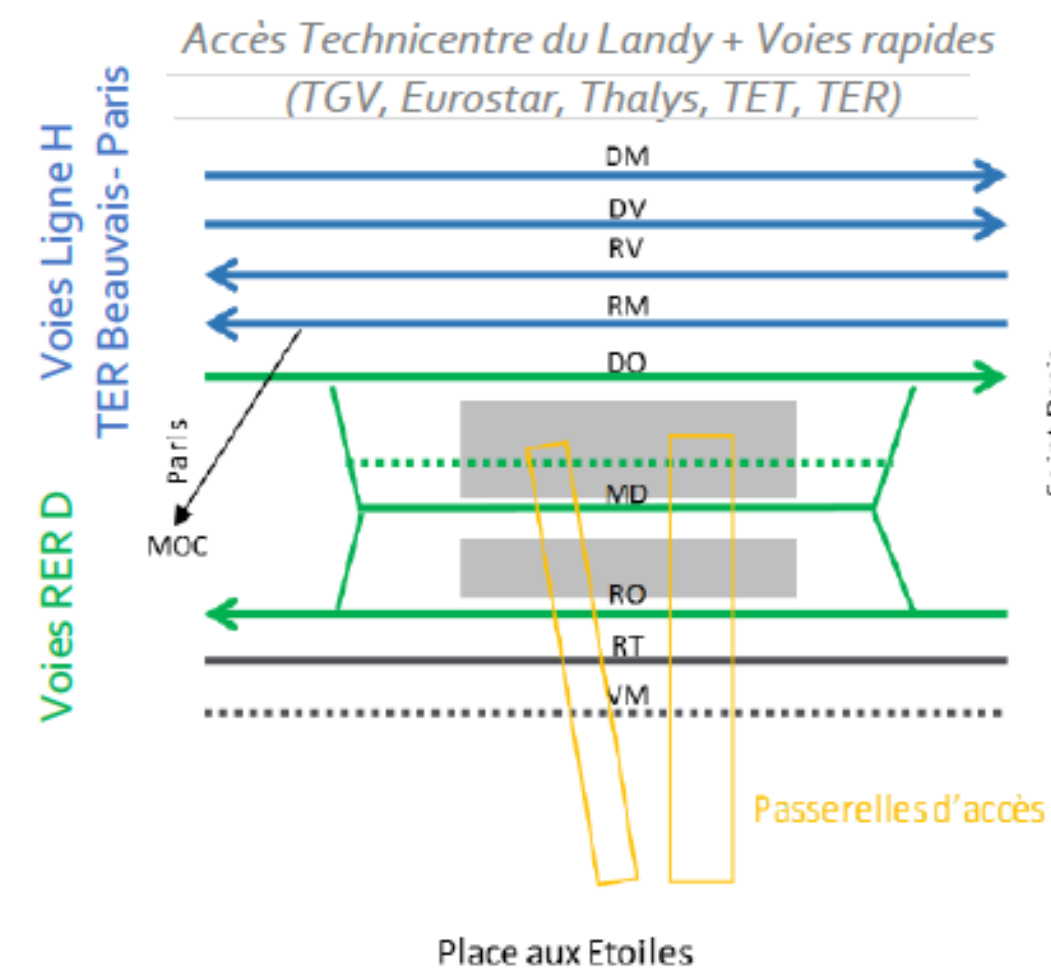 Accès Technicentre du Landy + Voies rapides
(TGV, Eurostar, Thalys, TET, TER)
Voies Ligne H
TER Beauvais- Paris
DM
DV
RV
RM
DO
Paris
MOC
MD
Voies RER D
RO
RT
VM
Passerelles d'accès
Place aux Etoiles